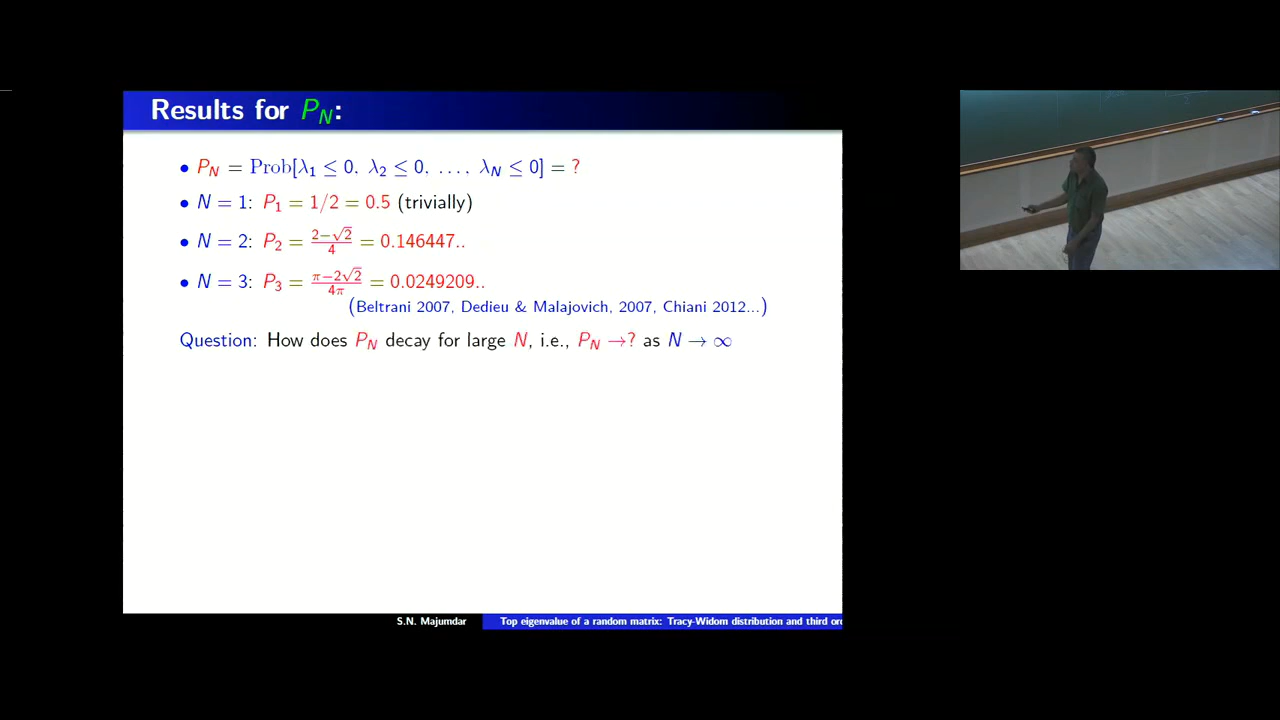 Results for P_N:
• P_N = Prob[λ_1 ≤ 0, λ_2 ≤ 0, ..., λ_N ≤ 0] = ?
• N = 1: P_1 = 1/2 = 0.5 (trivially)
• N = 2: P_2 = (2−√2)/4 = 0.146447..
• N = 3: P_3 = (π−2√2)/(4π) = 0.0249209..
(Beltrani 2007, Dedieu & Malajovich, 2007, Chiani 2012...)
Question: How does P_N decay for large N, i.e., P_N →? as N → ∞
S.N. Majumdar
Top eigenvalue of a random matrix: Tracy-Widom distribution and third ord